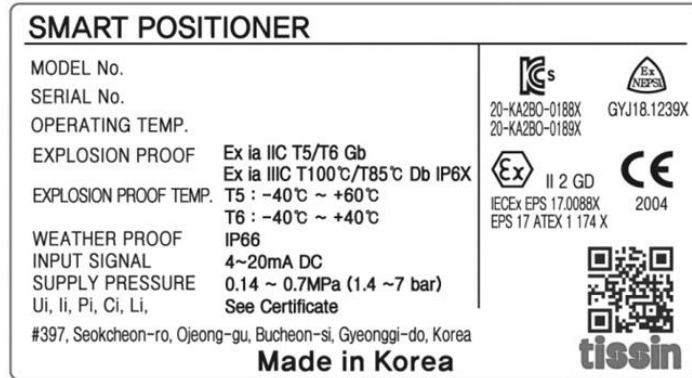 SMART POSITIONER
MODEL No.
SERIAL No.
OPERATING TEMP.
EXPLOSION PROOF Ex ia IIC T5/T6 Gb
Ex ia IIIC T100℃/T85℃ Db IP6X
EXPLOSION PROOF TEMP. T5 : -40℃ ~ +60℃
T6 : -40℃ ~ +40℃
WEATHER PROOF IP66
INPUT SIGNAL 4~20mA DC
SUPPLY PRESSURE 0.14 ~ 0.7MPa (1.4 ~7 bar)
Ui, Ii, Pi, Ci, Li, See Certificate
#397, Seokcheon-ro, Ojeong-gu, Bucheon-si, Gyeonggi-do, Korea
Made in Korea
s
20-KA2BO-0188X
20-KA2BO-0189X
Ex
NEPSI
GYJ18.1239X
Ex II 2 GD
IECEx EPS 17.0088X
EPS 17 ATEX 1 174 X
CE
2004
tissin